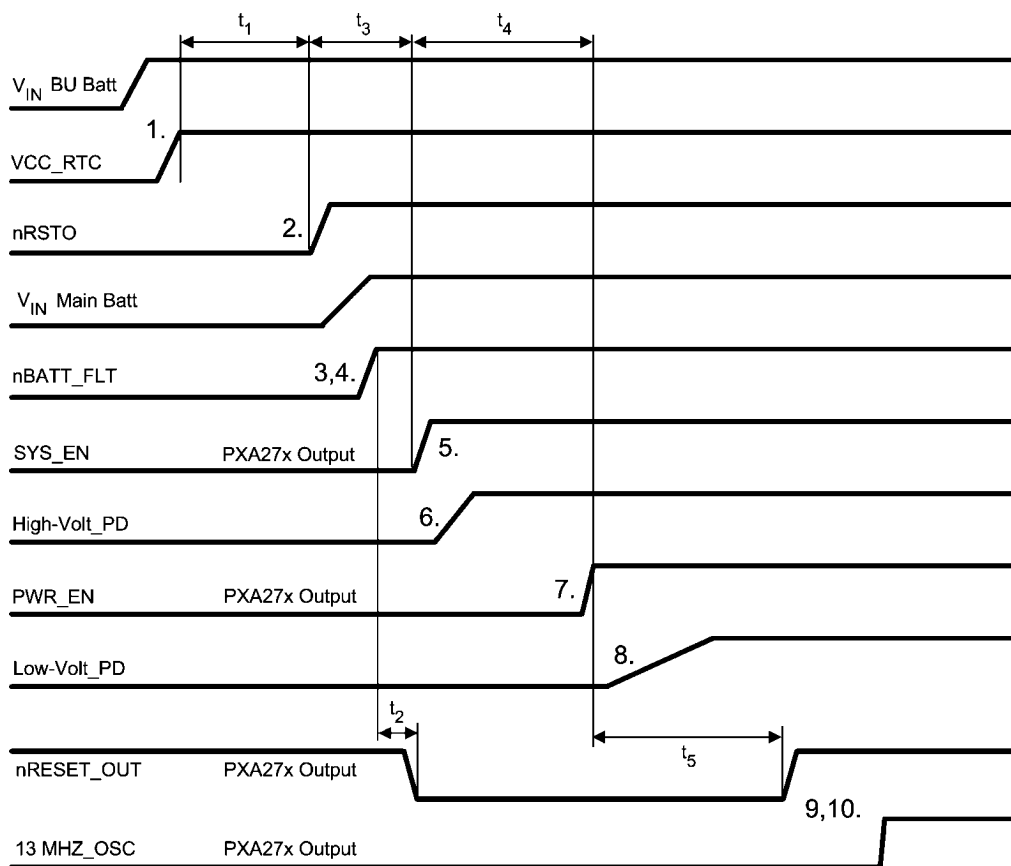 t1 t3 t4
VIN BU Batt
1.
VCC_RTC
nRSTO 2.
VIN Main Batt
nBATT_FLT 3,4.
SYS_EN PXA27x Output 5.
High-Volt_PD 6.
PWR_EN PXA27x Output 7.
Low-Volt_PD 8.
t2
nRESET_OUT PXA27x Output t5
9,10.
13 MHZ_OSC PXA27x Output